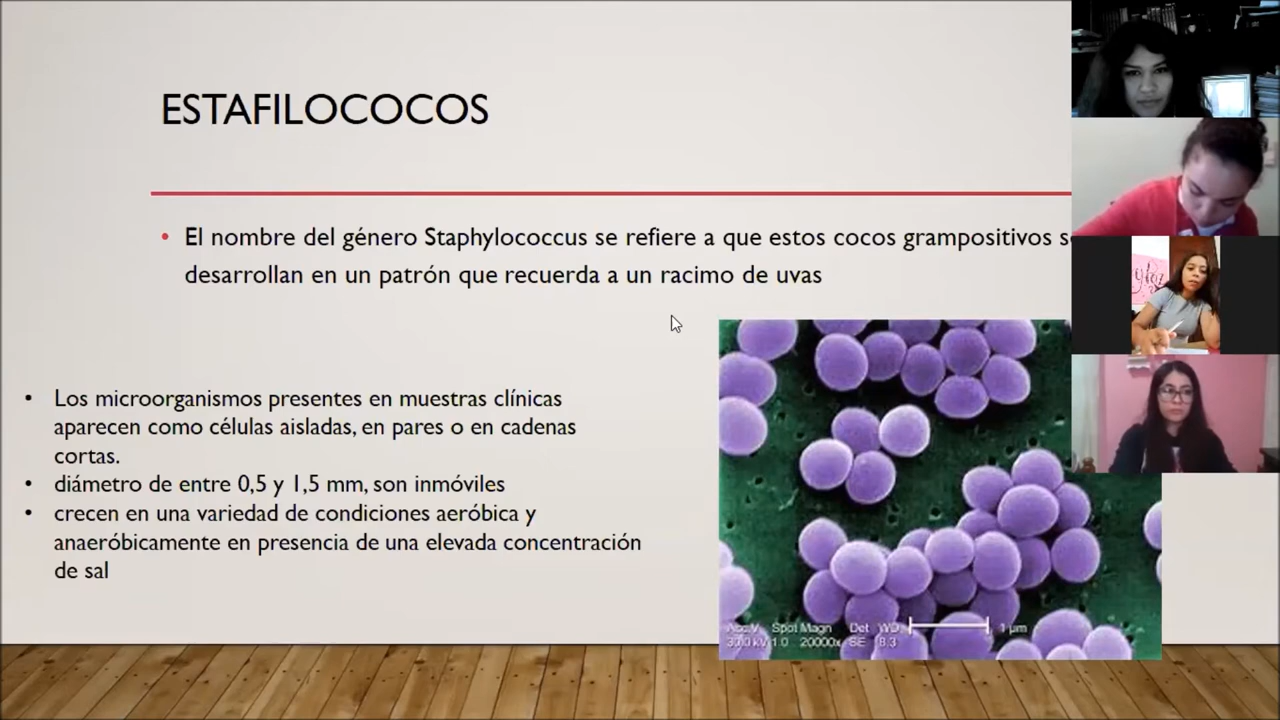 ESTAFILOCOCOS
• El nombre del género Staphylococcus se refiere a que estos cocos grampositivos
desarrollan en un patrón que recuerda a un racimo de uvas
• Los microorganismos presentes en muestras clínicas
aparecen como células aisladas, en pares o en cadenas
cortas.
• diámetro de entre 0,5 y 1,5 mm, son inmóviles
• crecen en una variedad de condiciones aeróbica y
anaeróbicamente en presencia de una elevada concentración
de sal
Acc.V Spot Magn Det WD 1 µm
30.0 kV 1.0 20000x SE 8.3